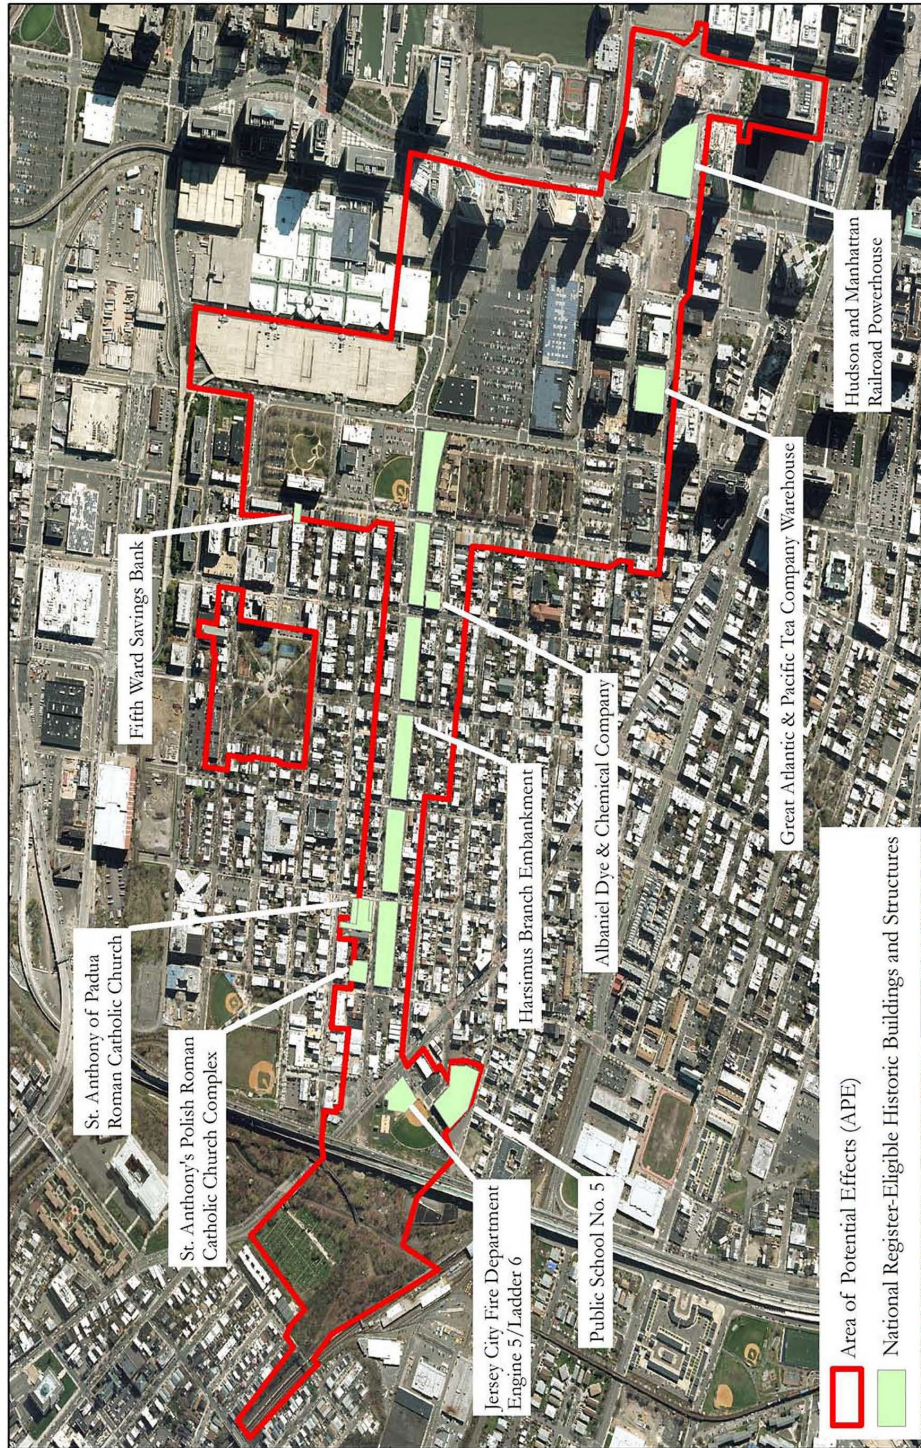 St. Anthony of Padua
Roman Catholic Church
Fifth Ward Savings Bank
St. Anthony's Polish Roman
Catholic Church Complex
Jersey City Fire Department
Engine 5/Ladder 6
Public School No.5
Harsimus Branch Embankment
Albaniel Dye & Chemical Company
Great Atlantic & Pacific Tea Company Warehouse
Hudson and Manhattan
Railroad Powerhouse
Area of Potential Effects (APE)
National Register-Eligible Historic Buildings and Structures